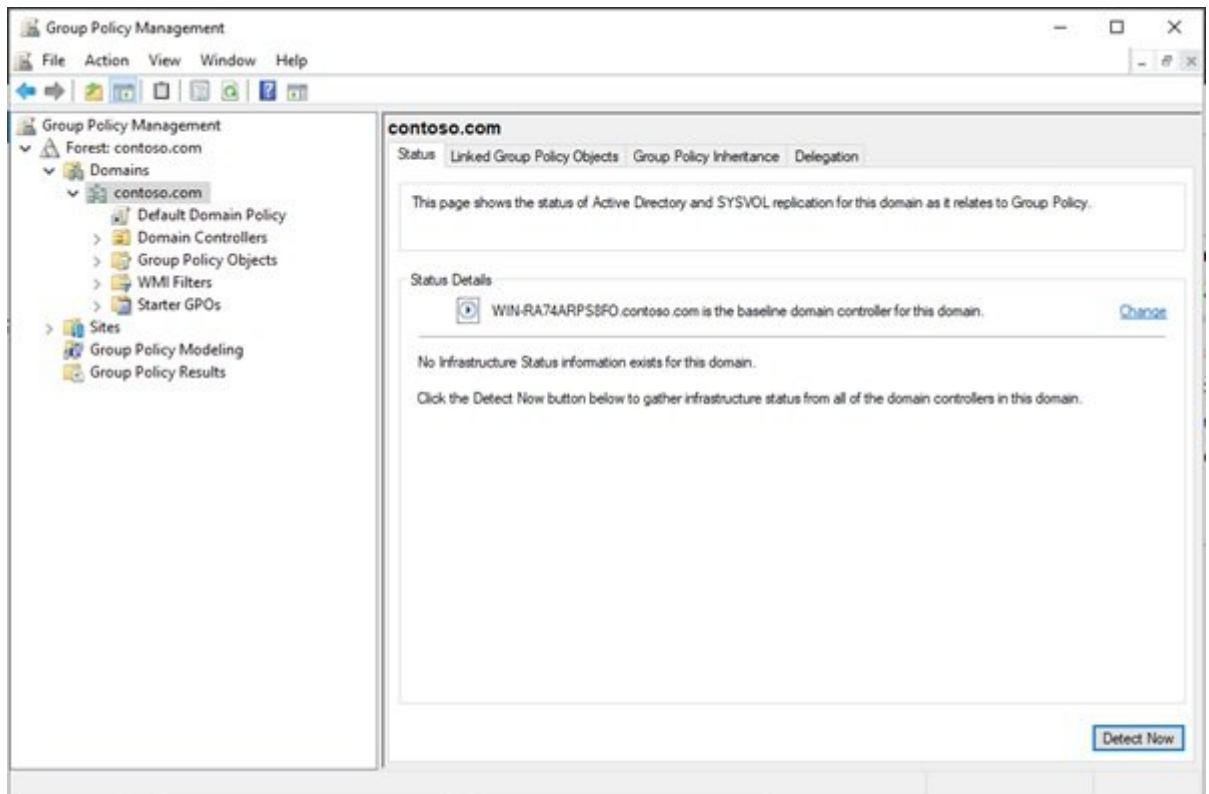 Group Policy Management
File Action View Window Help
Group Policy Management
Forest: contoso.com
Domains
contoso.com
Default Domain Policy
Domain Controllers
Group Policy Objects
WMI Filters
Starter GPOs
Sites
Group Policy Modeling
Group Policy Results
contoso.com
Status Linked Group Policy Objects Group Policy Inheritance Delegation
This page shows the status of Active Directory and SYSVOL replication for this domain as it relates to Group Policy.
Status Details
WIN-RA74ARPS8FO.contoso.com is the baseline domain controller for this domain. Change
No Infrastructure Status information exists for this domain.
Click the Detect Now button below to gather infrastructure status from all of the domain controllers in this domain.
Detect Now